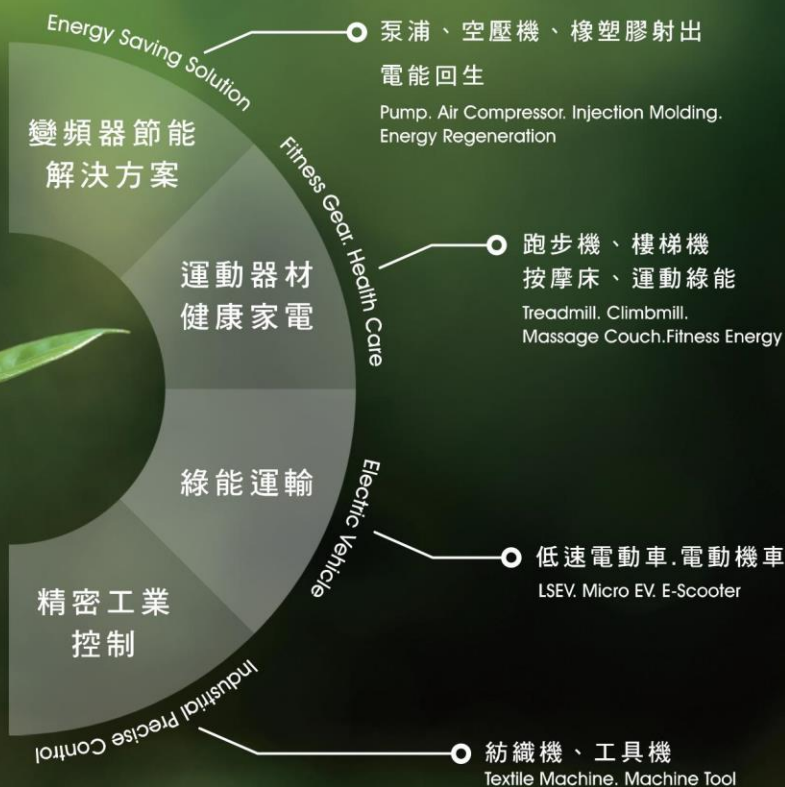 Energy Saving Solution
變頻器節能
解決方案
泵浦、空壓機、橡塑膠射出
電能回生
Pump. Air Compressor. Injection Molding.
Energy Regeneration
Fitness Gear. Health Care
運動器材
健康家電
跑步機、樓梯機
按摩床、運動綠能
Treadmill. Climbmill.
Massage Couch.Fitness Energy
Electric Vehicle
綠能運輸
低速電動車.電動機車
LSEV. Micro EV. E-Scooter
Industrial Precise Control
精密工業
控制
紡織機、工具機
Textile Machine. Machine Tool